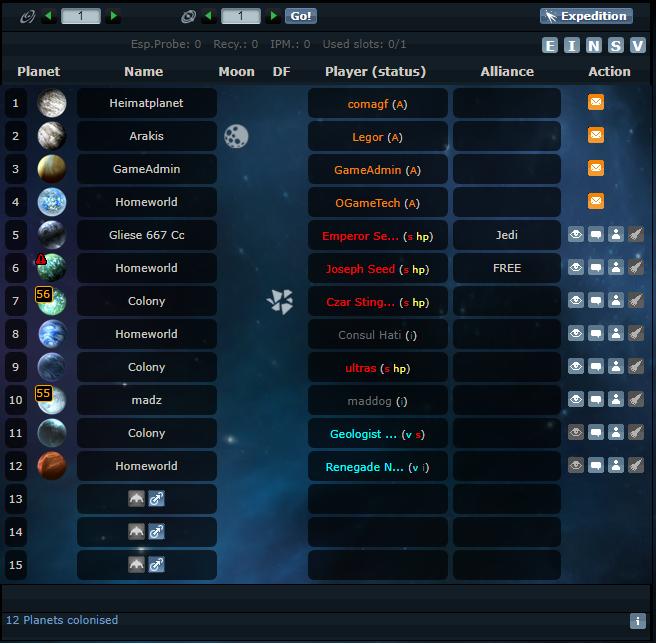 1 1 Go! Expedition
Esp.Probe: 0 Recy.: 0 IPM.: 0 Used slots: 0/1 E I N S V
Planet Name Moon DF Player (status) Alliance Action
1 Heimatplanet comagf (A)
2 Arakis Legor (A)
3 GameAdmin GameAdmin (A)
4 Homeworld OGameTech (A)
5 Gliese 667 Cc Emperor Se... (s hp) Jedi
6 Homeworld Joseph Seed (s hp) FREE
7 56 Colony Czar Sting... (s hp)
8 Homeworld Consul Hati (i)
9 Colony ultras (s hp)
10 55 madz maddog (i)
11 Colony Geologist ... (v s)
12 Homeworld Renegade N... (v i)
13
14
15
12 Planets colonised i